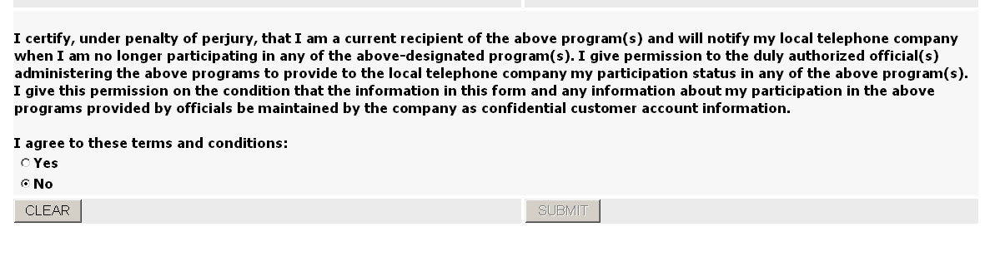 I certify, under penalty of perjury, that I am a current recipient of the above program(s) and will notify my local telephone company
when I am no longer participating in any of the above-designated program(s). I give permission to the duly authorized official(s)
administering the above programs to provide to the local telephone company my participation status in any of the above program(s).
I give this permission on the condition that the information in this form and any information about my participation in the above
programs provided by officials be maintained by the company as confidential customer account information.
I agree to these terms and conditions:
Yes
No
CLEAR
SUBMIT